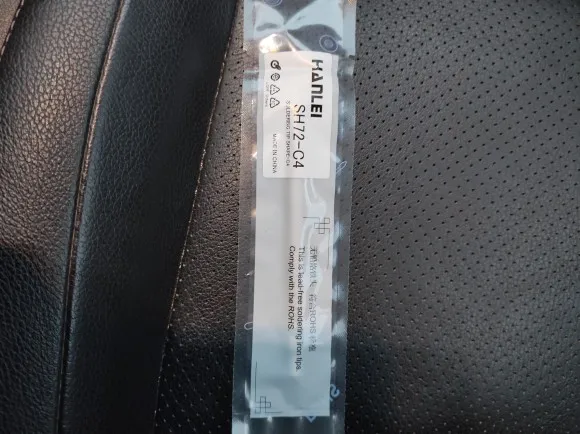 HANLEI
SH72-C4
SOLDERING TIP SHAPE-C4
MADE IN CHINA
This is lead-free soldering iron tips.
Comply with the ROHS.